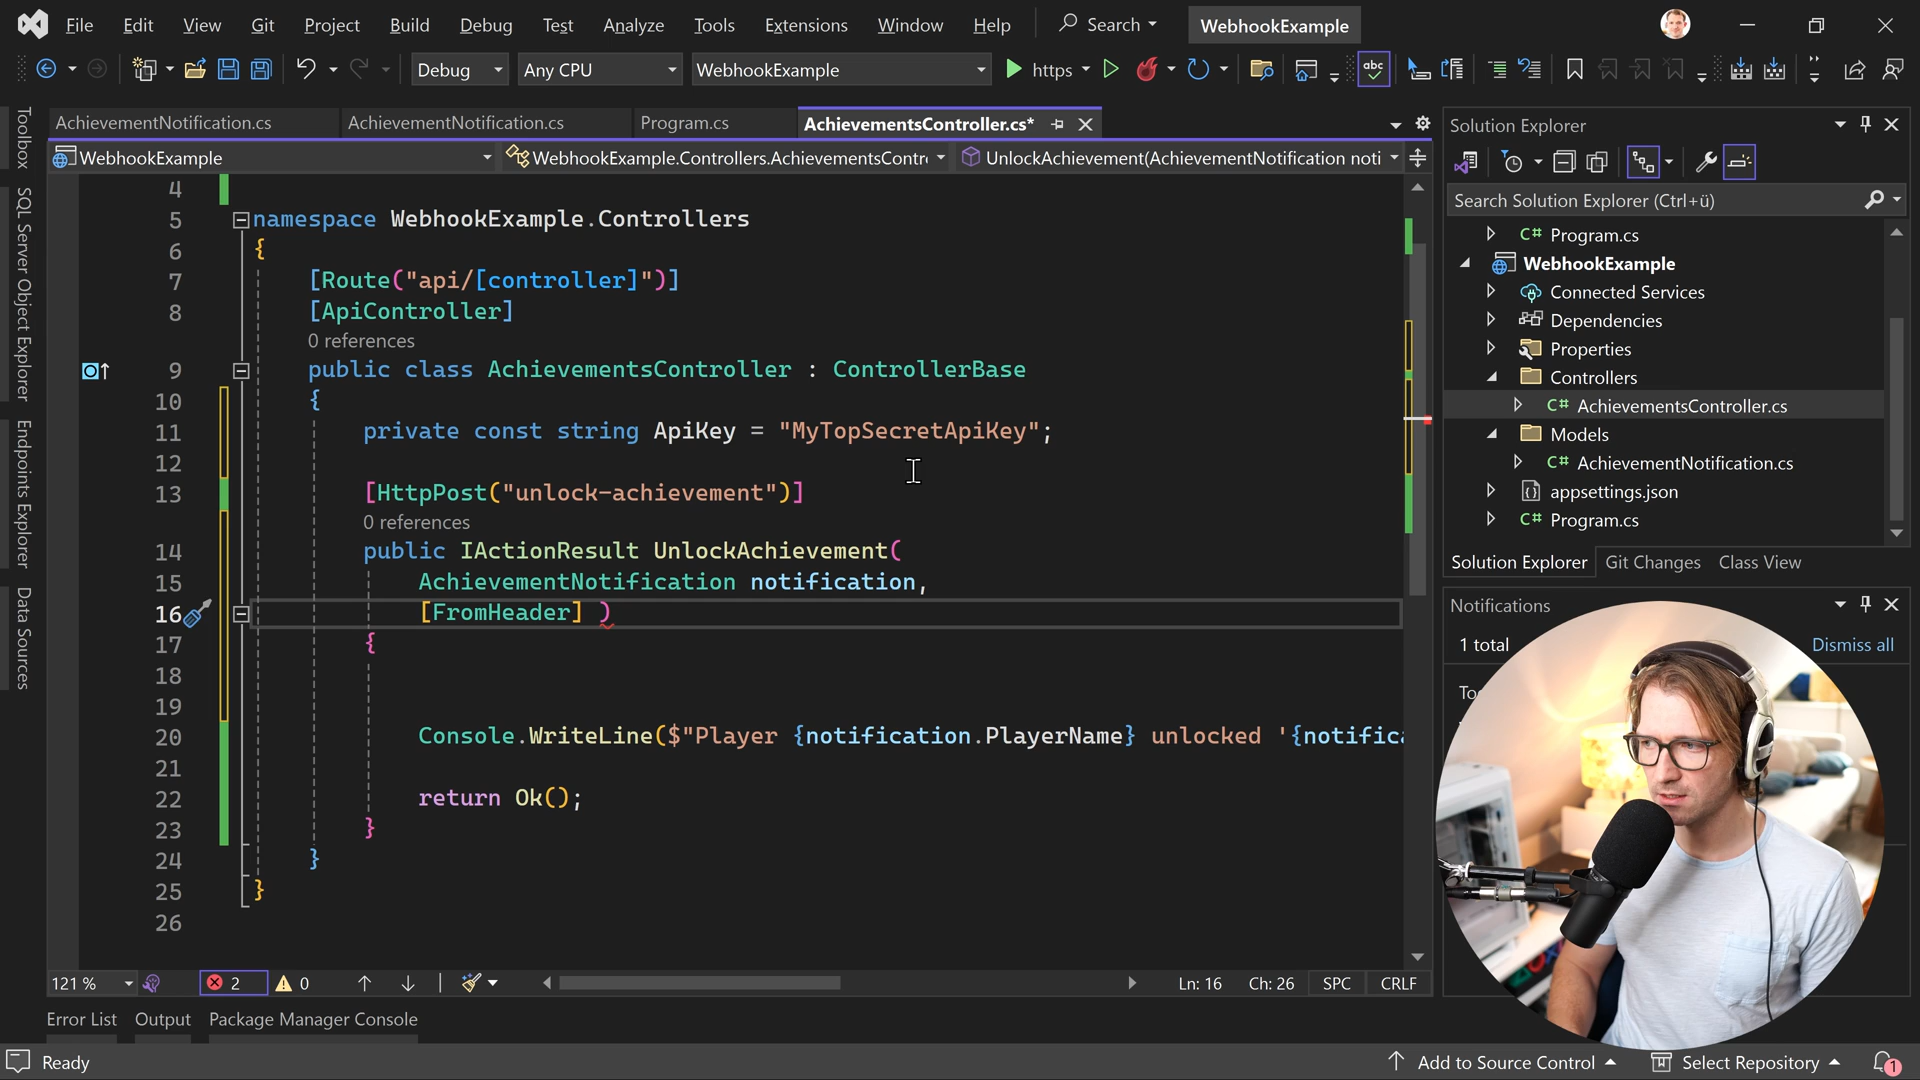 File Edit View Git Project Build Debug Test Analyze Tools Extensions Window Help Search WebhookExample
Debug Any CPU WebhookExample https abc
AchievementNotification.cs AchievementNotification.cs Program.cs AchievementsController.cs*
WebhookExample WebhookExample.Controllers.AchievementsContr UnlockAchievement(AchievementNotification noti
Toolbox
SQL Server Object Explorer
Endpoints Explorer
Data Sources
4
5 namespace WebhookExample.Controllers
6 {
7 [Route("api/[controller]")]
8 [ApiController]
0 references
9 public class AchievementsController : ControllerBase
10 {
11 private const string ApiKey = "MyTopSecretApiKey";
12
13 [HttpPost("unlock-achievement")]
0 references
14 public IActionResult UnlockAchievement(
15 AchievementNotification notification,
16 [FromHeader] )
17 {
18
19
20 Console.WriteLine($"Player {notification.PlayerName} unlocked '{notifica
21
22 return Ok();
23 }
24 }
25 }
26
121 % 2 0 Ln: 16 Ch: 26 SPC CRLF
Error List Output Package Manager Console
Ready
Solution Explorer
Search Solution Explorer (Ctrl+ü)
C# Program.cs
WebhookExample
Connected Services
Dependencies
Properties
Controllers
C# AchievementsController.cs
Models
C# AchievementNotification.cs
appsettings.json
C# Program.cs
Solution Explorer Git Changes Class View
Notifications
1 total Dismiss all
Add to Source Control Select Repository 1